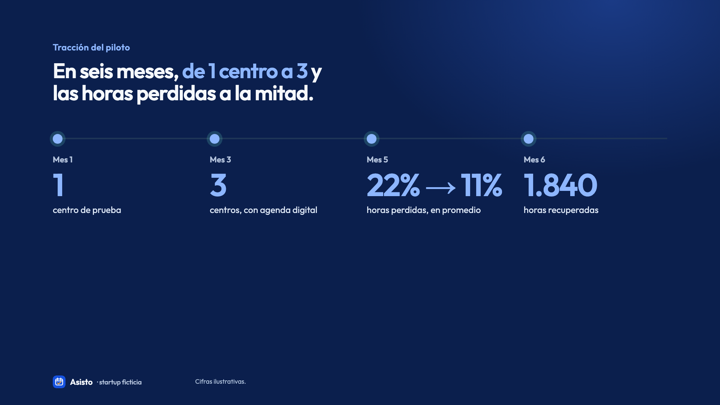 Tracción del piloto
En seis meses, de 1 centro a 3 y
las horas perdidas a la mitad.
Mes 1
1
centro de prueba
Mes 3
3
centros, con agenda digital
Mes 5
22% → 11%
horas perdidas, en promedio
Mes 6
1.840
horas recuperadas
Asisto · startup ficticia
Cifras ilustrativas.